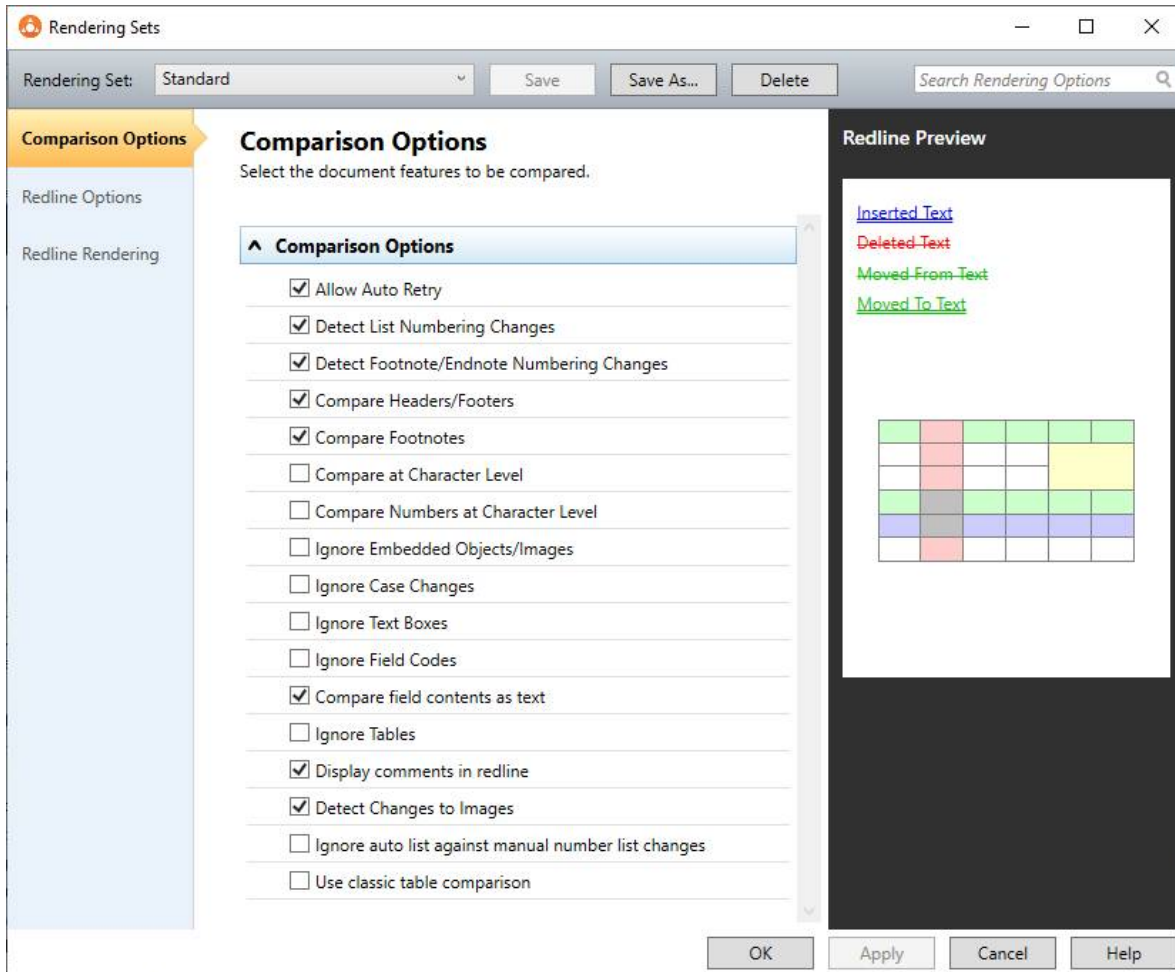 Rendering Sets
Rendering Set: Standard Save Save As... Delete Search Rendering Options
Comparison Options
Redline Options
Redline Rendering
Comparison Options
Select the document features to be compared.
Comparison Options
Allow Auto Retry
Detect List Numbering Changes
Detect Footnote/Endnote Numbering Changes
Compare Headers/Footers
Compare Footnotes
Compare at Character Level
Compare Numbers at Character Level
Ignore Embedded Objects/Images
Ignore Case Changes
Ignore Text Boxes
Ignore Field Codes
Compare field contents as text
Ignore Tables
Display comments in redline
Detect Changes to Images
Ignore auto list against manual number list changes
Use classic table comparison
Redline Preview
Inserted Text
Deleted Text
Moved From Text
Moved To Text
OK Apply Cancel Help